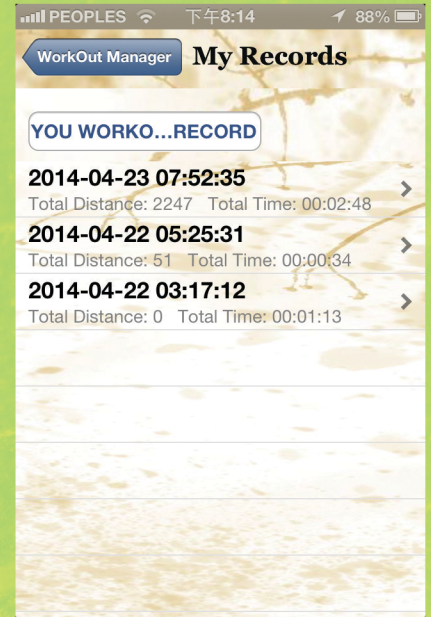 PEOPLES 下午8:14 88%
WorkOut Manager My Records
YOU WORKO...RECORD
2014-04-23 07:52:35
Total Distance: 2247 Total Time: 00:02:48
2014-04-22 05:25:31
Total Distance: 51 Total Time: 00:00:34
2014-04-22 03:17:12
Total Distance: 0 Total Time: 00:01:13